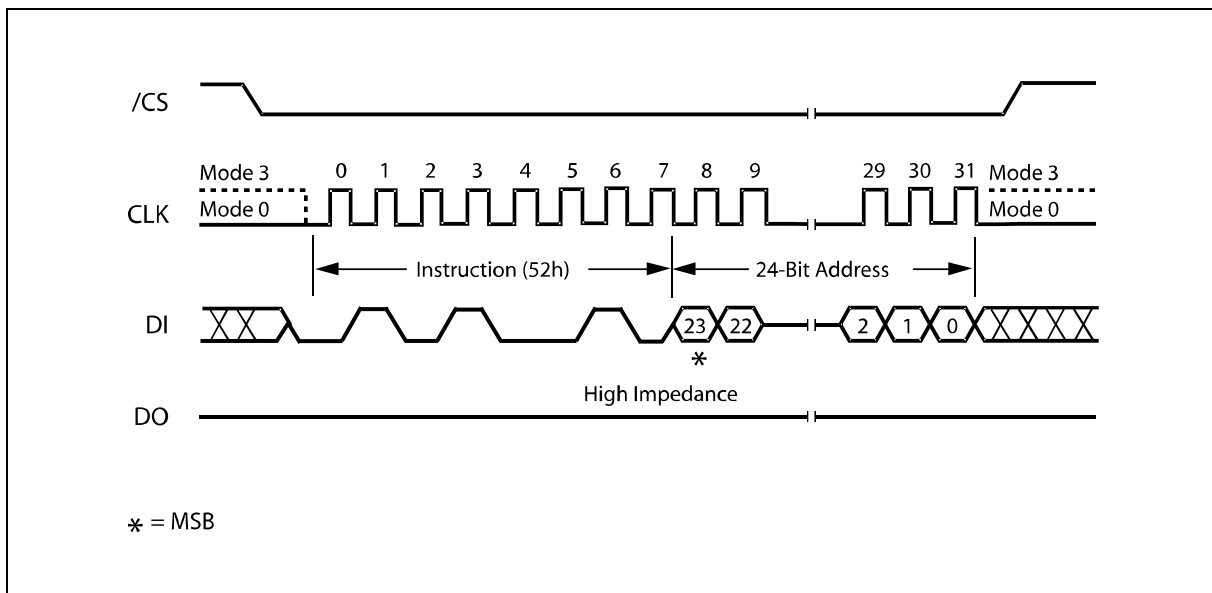 /CS
Mode 3 0 1 2 3 4 5 6 7 8 9 29 30 31 Mode 3
CLK Mode 0 Mode 0
Instruction (52h) 24-Bit Address
DI 23 22 2 1 0
*
High Impedance
DO
* = MSB